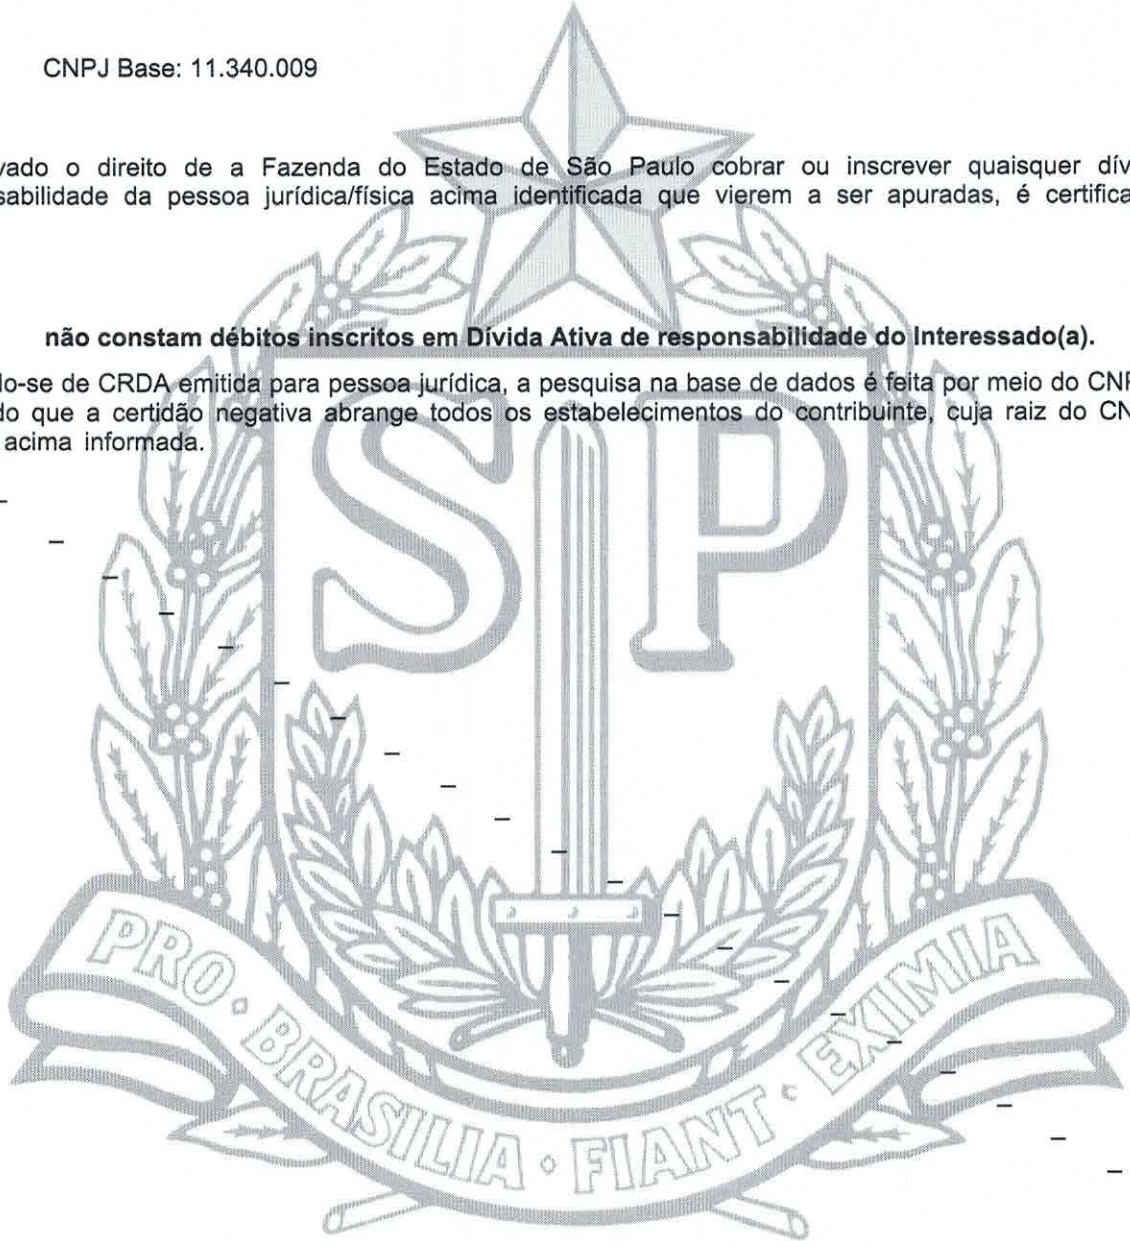 CNPJ Base: 11.340.009
vado o direito de a Fazenda do Estado de São Paulo cobrar ou inscrever quaisquer dív
sabilidade da pessoa jurídica/física acima identificada que vierem a ser apuradas, é certifica
não constam débitos inscritos em Dívida Ativa de responsabilidade do Interessado(a).
do-se de CRDA emitida para pessoa jurídica, a pesquisa na base de dados é feita por meio do CNP
do que a certidão negativa abrange todos os estabelecimentos do contribuinte, cuja raiz do CN
acima informada.
SP
PRO · BRASILIA · FIANT · EXIMIA